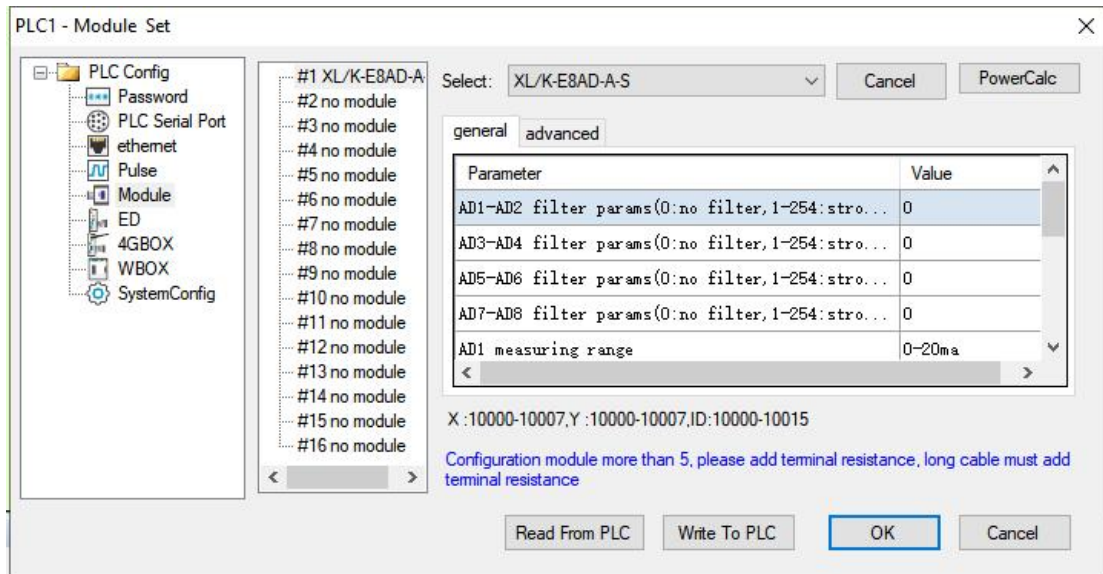 PLC1 - Module Set
PLC Config
Password
PLC Serial Port
ethernet
Pulse
Module
ED
4GBOX
WBOX
SystemConfig
#1 XL/K-E8AD-A
#2 no module
#3 no module
#4 no module
#5 no module
#6 no module
#7 no module
#8 no module
#9 no module
#10 no module
#11 no module
#12 no module
#13 no module
#14 no module
#15 no module
#16 no module
Select: XL/K-E8AD-A-S Cancel PowerCalc
general advanced
Parameter Value
AD1-AD2 filter params(0:no filter,1-254:stro... 0
AD3-AD4 filter params(0:no filter,1-254:stro... 0
AD5-AD6 filter params(0:no filter,1-254:stro... 0
AD7-AD8 filter params(0:no filter,1-254:stro... 0
AD1 measuring range 0-20ma
X :10000-10007,Y :10000-10007,ID:10000-10015
Configuration module more than 5, please add terminal resistance, long cable must add
terminal resistance
Read From PLC Write To PLC OK Cancel